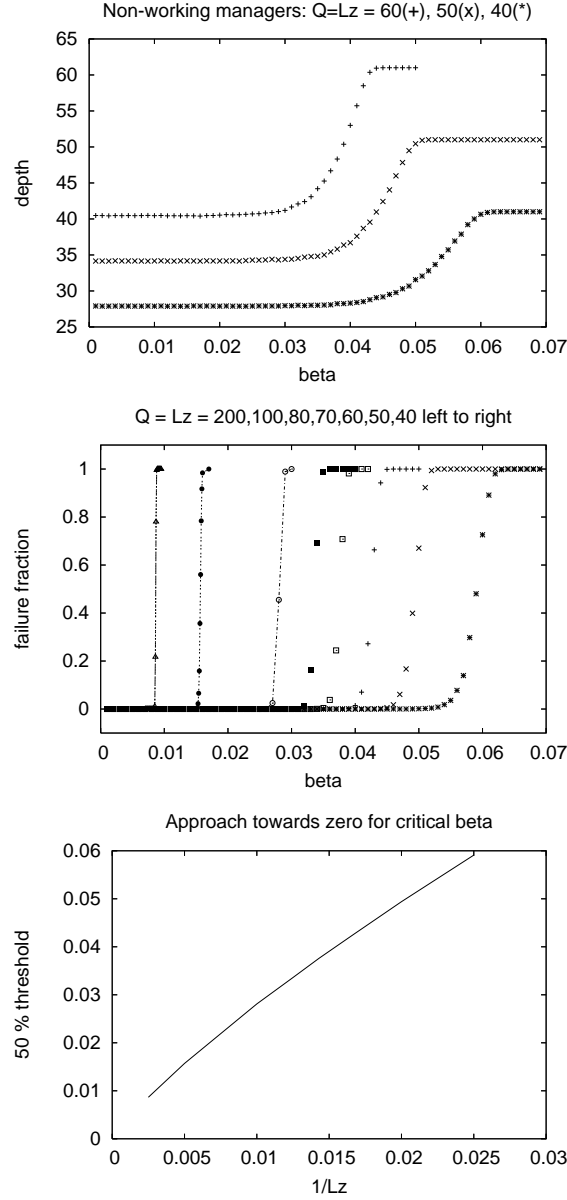 Non-working managers: Q=Lz = 60(+), 50(x), 40(*)
65
60
55
50
45
40
35
30
25
depth
0 0.01 0.02 0.03 0.04 0.05 0.06 0.07
beta
Q = Lz = 200,100,80,70,60,50,40 left to right
1
0.8
0.6
0.4
0.2
0
failure fraction
0 0.01 0.02 0.03 0.04 0.05 0.06 0.07
beta
Approach towards zero for critical beta
0.06
0.05
0.04
0.03
0.02
0.01
0
50 % threshold
0 0.005 0.01 0.015 0.02 0.025 0.03
1/Lz